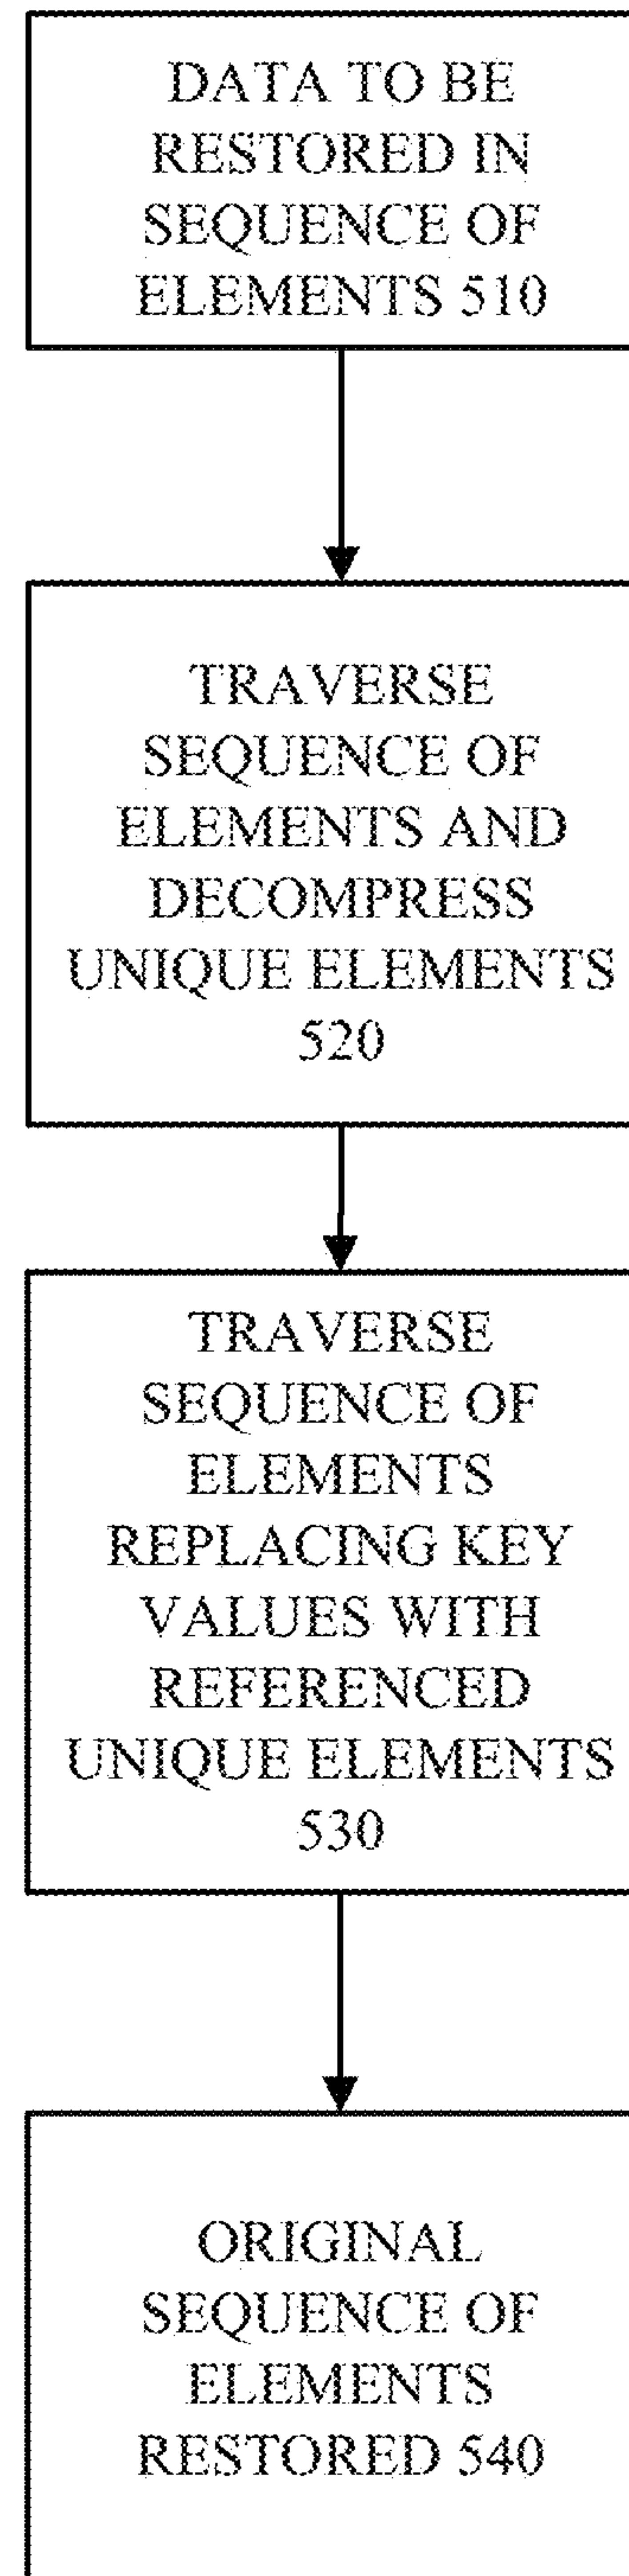 DATA TO BE
RESTORED IN
SEQUENCE OF
ELEMENTS 510
TRAVERSE
SEQUENCE OF
ELEMENTS AND
DECOMPRESS
UNIQUE ELEMENTS
520
TRAVERSE
SEQUENCE OF
ELEMENTS
REPLACING KEY
VALUES WITH
REFERENCED
UNIQUE ELEMENTS
530
ORIGINAL
SEQUENCE OF
ELEMENTS
RESTORED 540